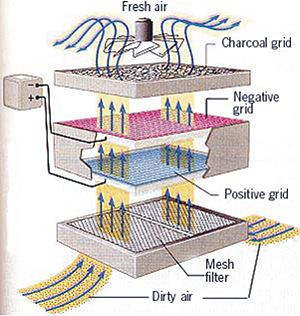 Fresh air
Charcoal grid
Negative
grid
-
+
Positive grid
Mesh
filter
Dirty air